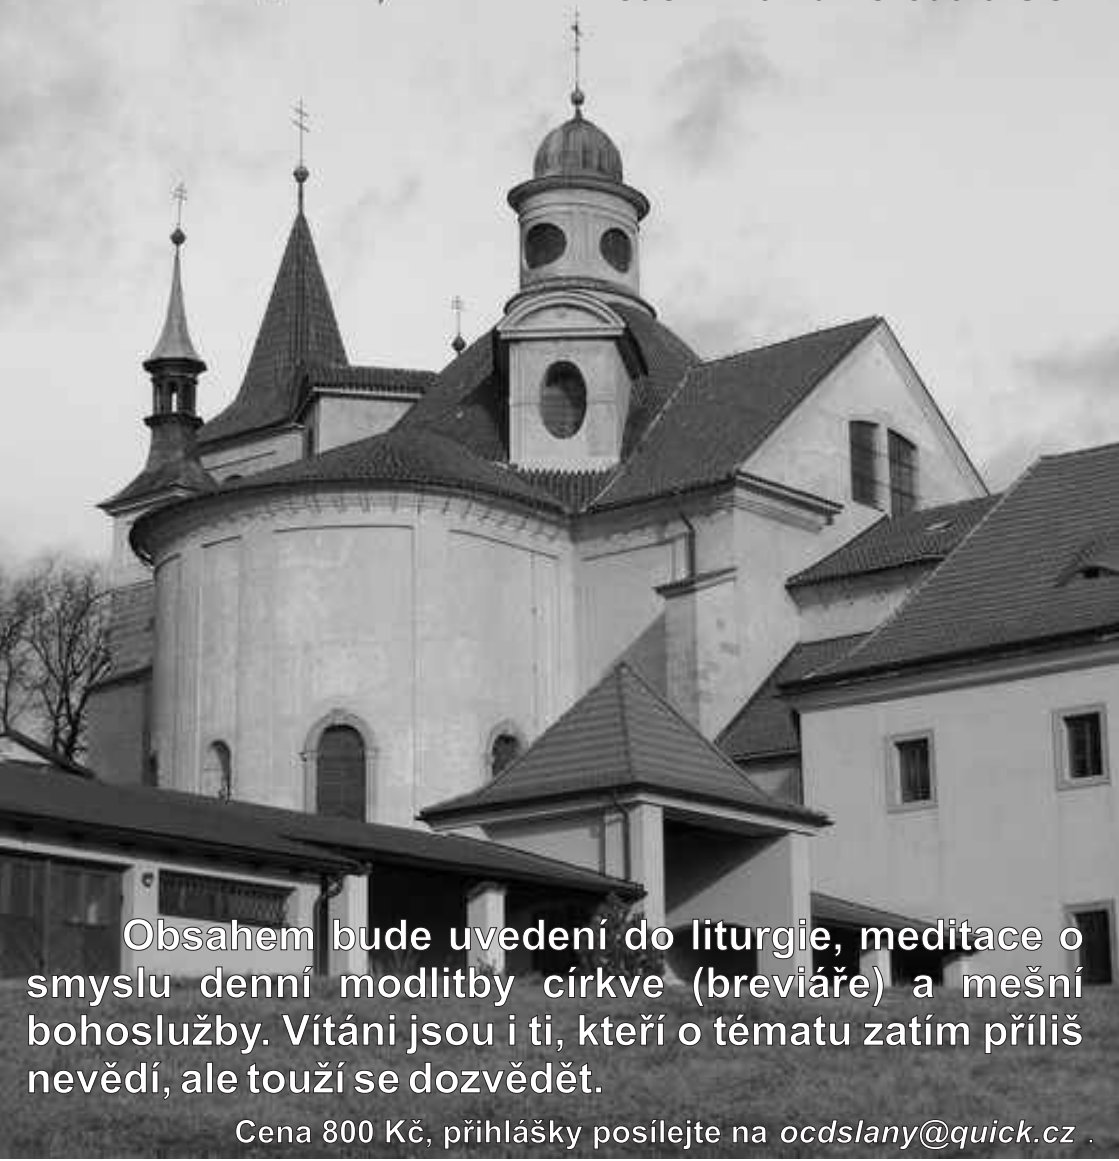 Obsahem bude uvedení do liturgie, meditace o
smyslu denní modlitby církve (breviáře) a mešní
bohoslužby. Vítáni jsou i ti, kteří o tématu zatím příliš
nevědí, ale touží se dozvědět.
Cena 800 Kč, přihlášky posílejte na ocdslany@quick.cz .